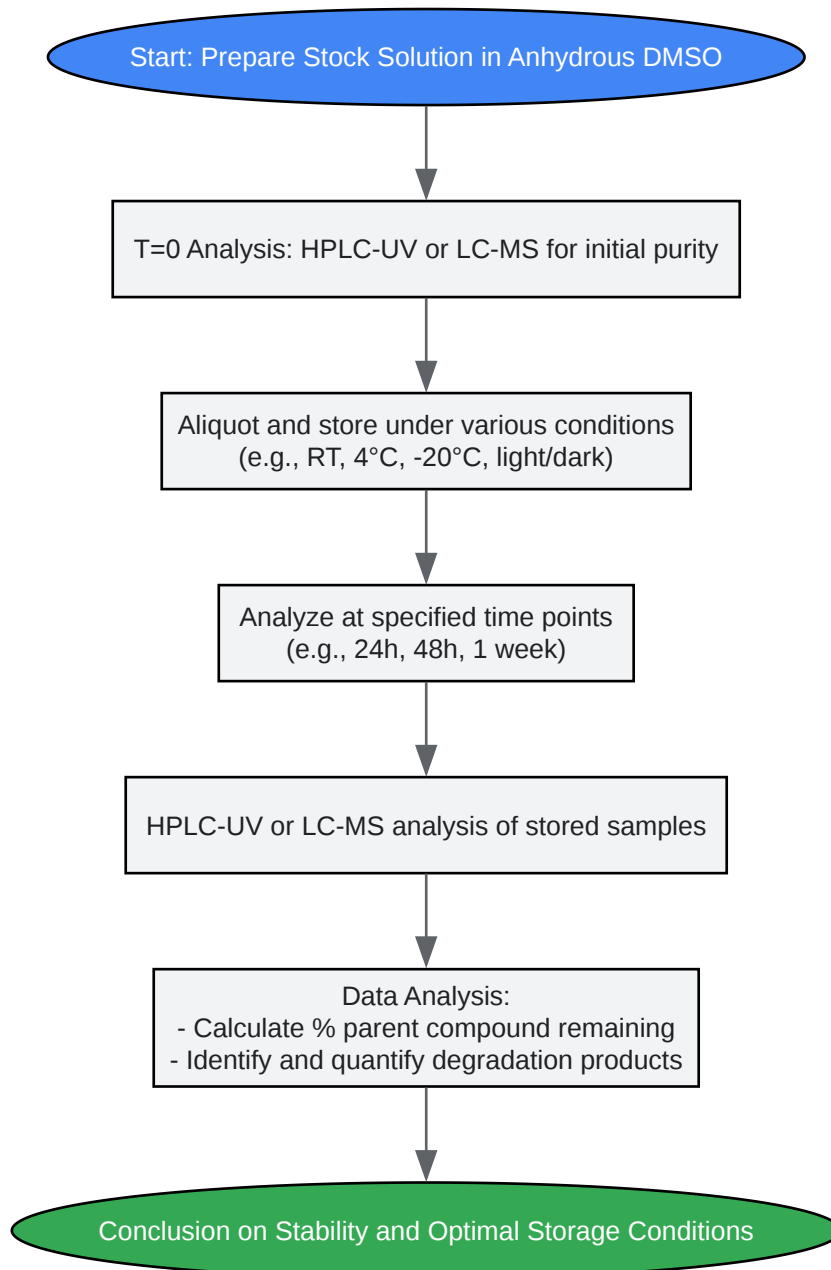 Start: Prepare Stock Solution in Anhydrous DMSO
T=0 Analysis: HPLC-UV or LC-MS for initial purity
Aliquot and store under various conditions
(e.g., RT, 4°C, -20°C, light/dark)
Analyze at specified time points
(e.g., 24h, 48h, 1 week)
HPLC-UV or LC-MS analysis of stored samples
Data Analysis:
- Calculate % parent compound remaining
- Identify and quantify degradation products
Conclusion on Stability and Optimal Storage Conditions